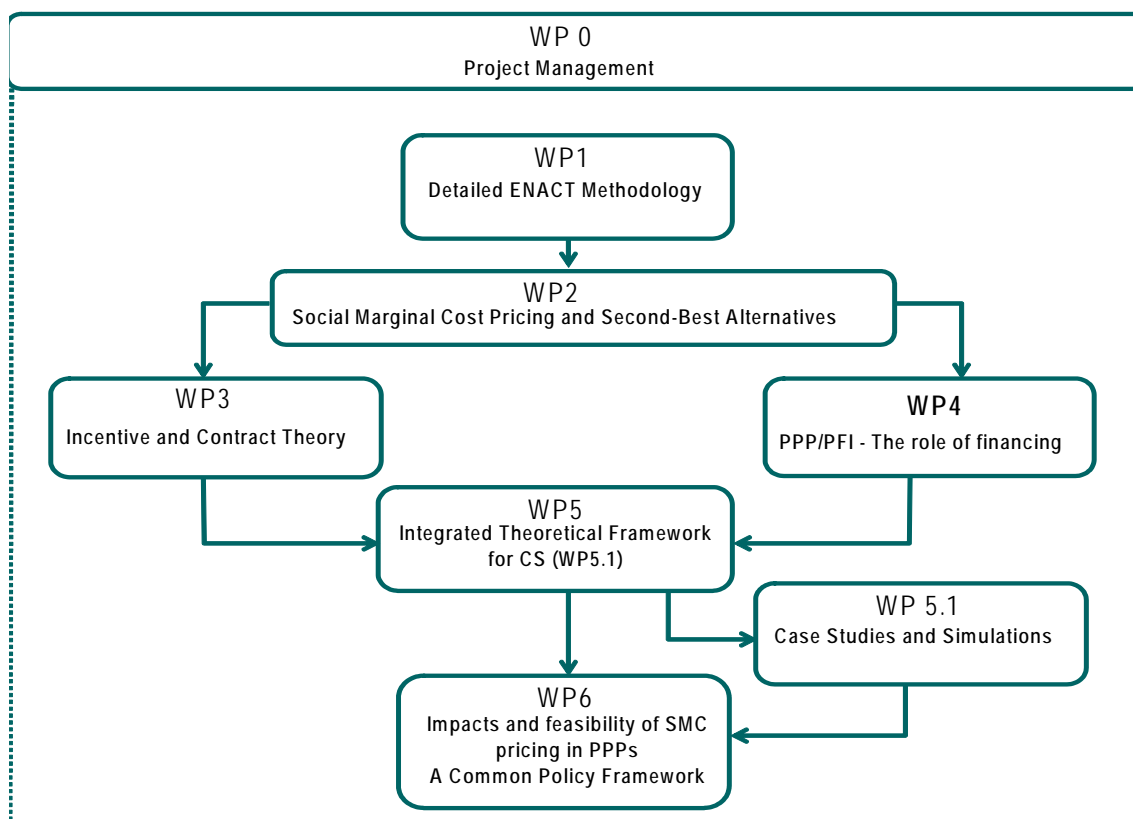 WP 0
Project Management
WP1
Detailed ENACT Methodology
WP2
Social Marginal Cost Pricing and Second-Best Alternatives
WP3
Incentive and Contract Theory
WP4
PPP/PFI - The role of financing
WP5
Integrated Theoretical Framework
for CS (WP5.1)
WP 5.1
Case Studies and Simulations
WP6
Impacts and feasibility of SMC
pricing in PPPs
A Common Policy Framework